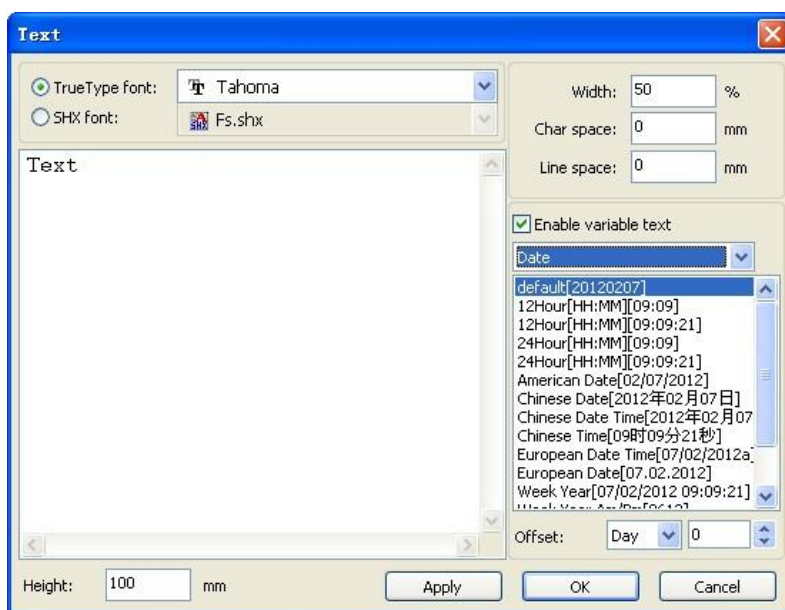 Text
TrueType font: Tahoma
SHX font: Fs.shx
Text
Width: 50 %
Char space: 0 mm
Line space: 0 mm
Enable variable text
Date
default[20120207]
12Hour[HH:MM][09:09]
12Hour[HH:MM][09:09:21]
24Hour[HH:MM][09:09]
24Hour[HH:MM][09:09:21]
American Date[02/07/2012]
Chinese Date[2012年02月07日]
Chinese Date Time[2012年02月07
Chinese Time[09时09分21秒]
European Date Time[07/02/2012a]
European Date[07.02.2012]
Week Year[07/02/2012 09:09:21]
Offset: Day 0
Height: 100 mm
Apply
OK
Cancel